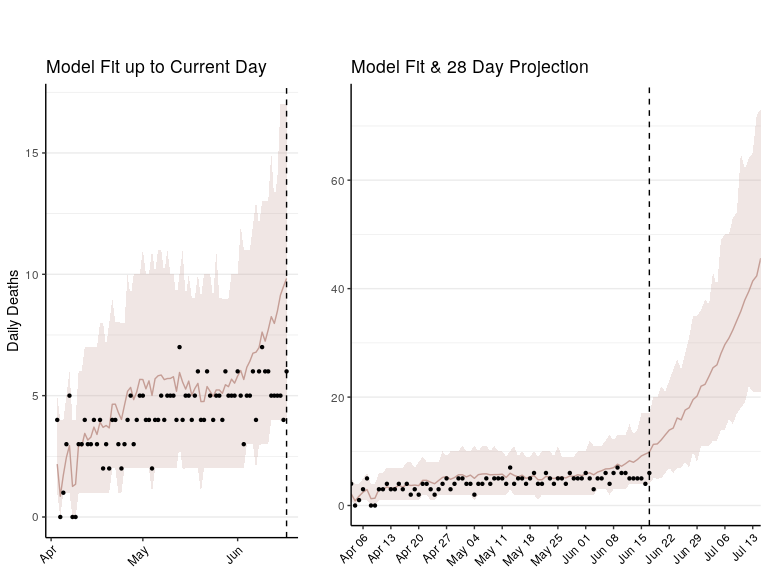 Model Fit up to Current Day
Model Fit & 28 Day Projection
Daily Deaths
15
10
5
0
Apr
May
Jun
60
40
20
0
Apr 06
Apr 13
Apr 20
Apr 27
May 04
May 11
May 18
May 25
Jun 01
Jun 08
Jun 15
Jun 22
Jun 29
Jul 06
Jul 13